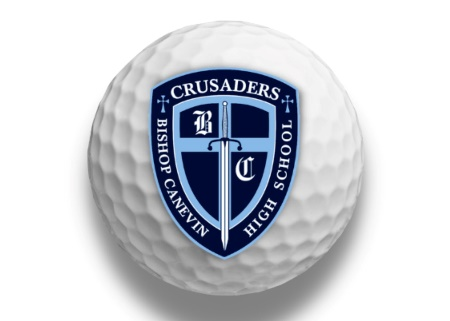 CRUSADERS
B
C
BISHOP CANEVIN
HIGH SCHOOL